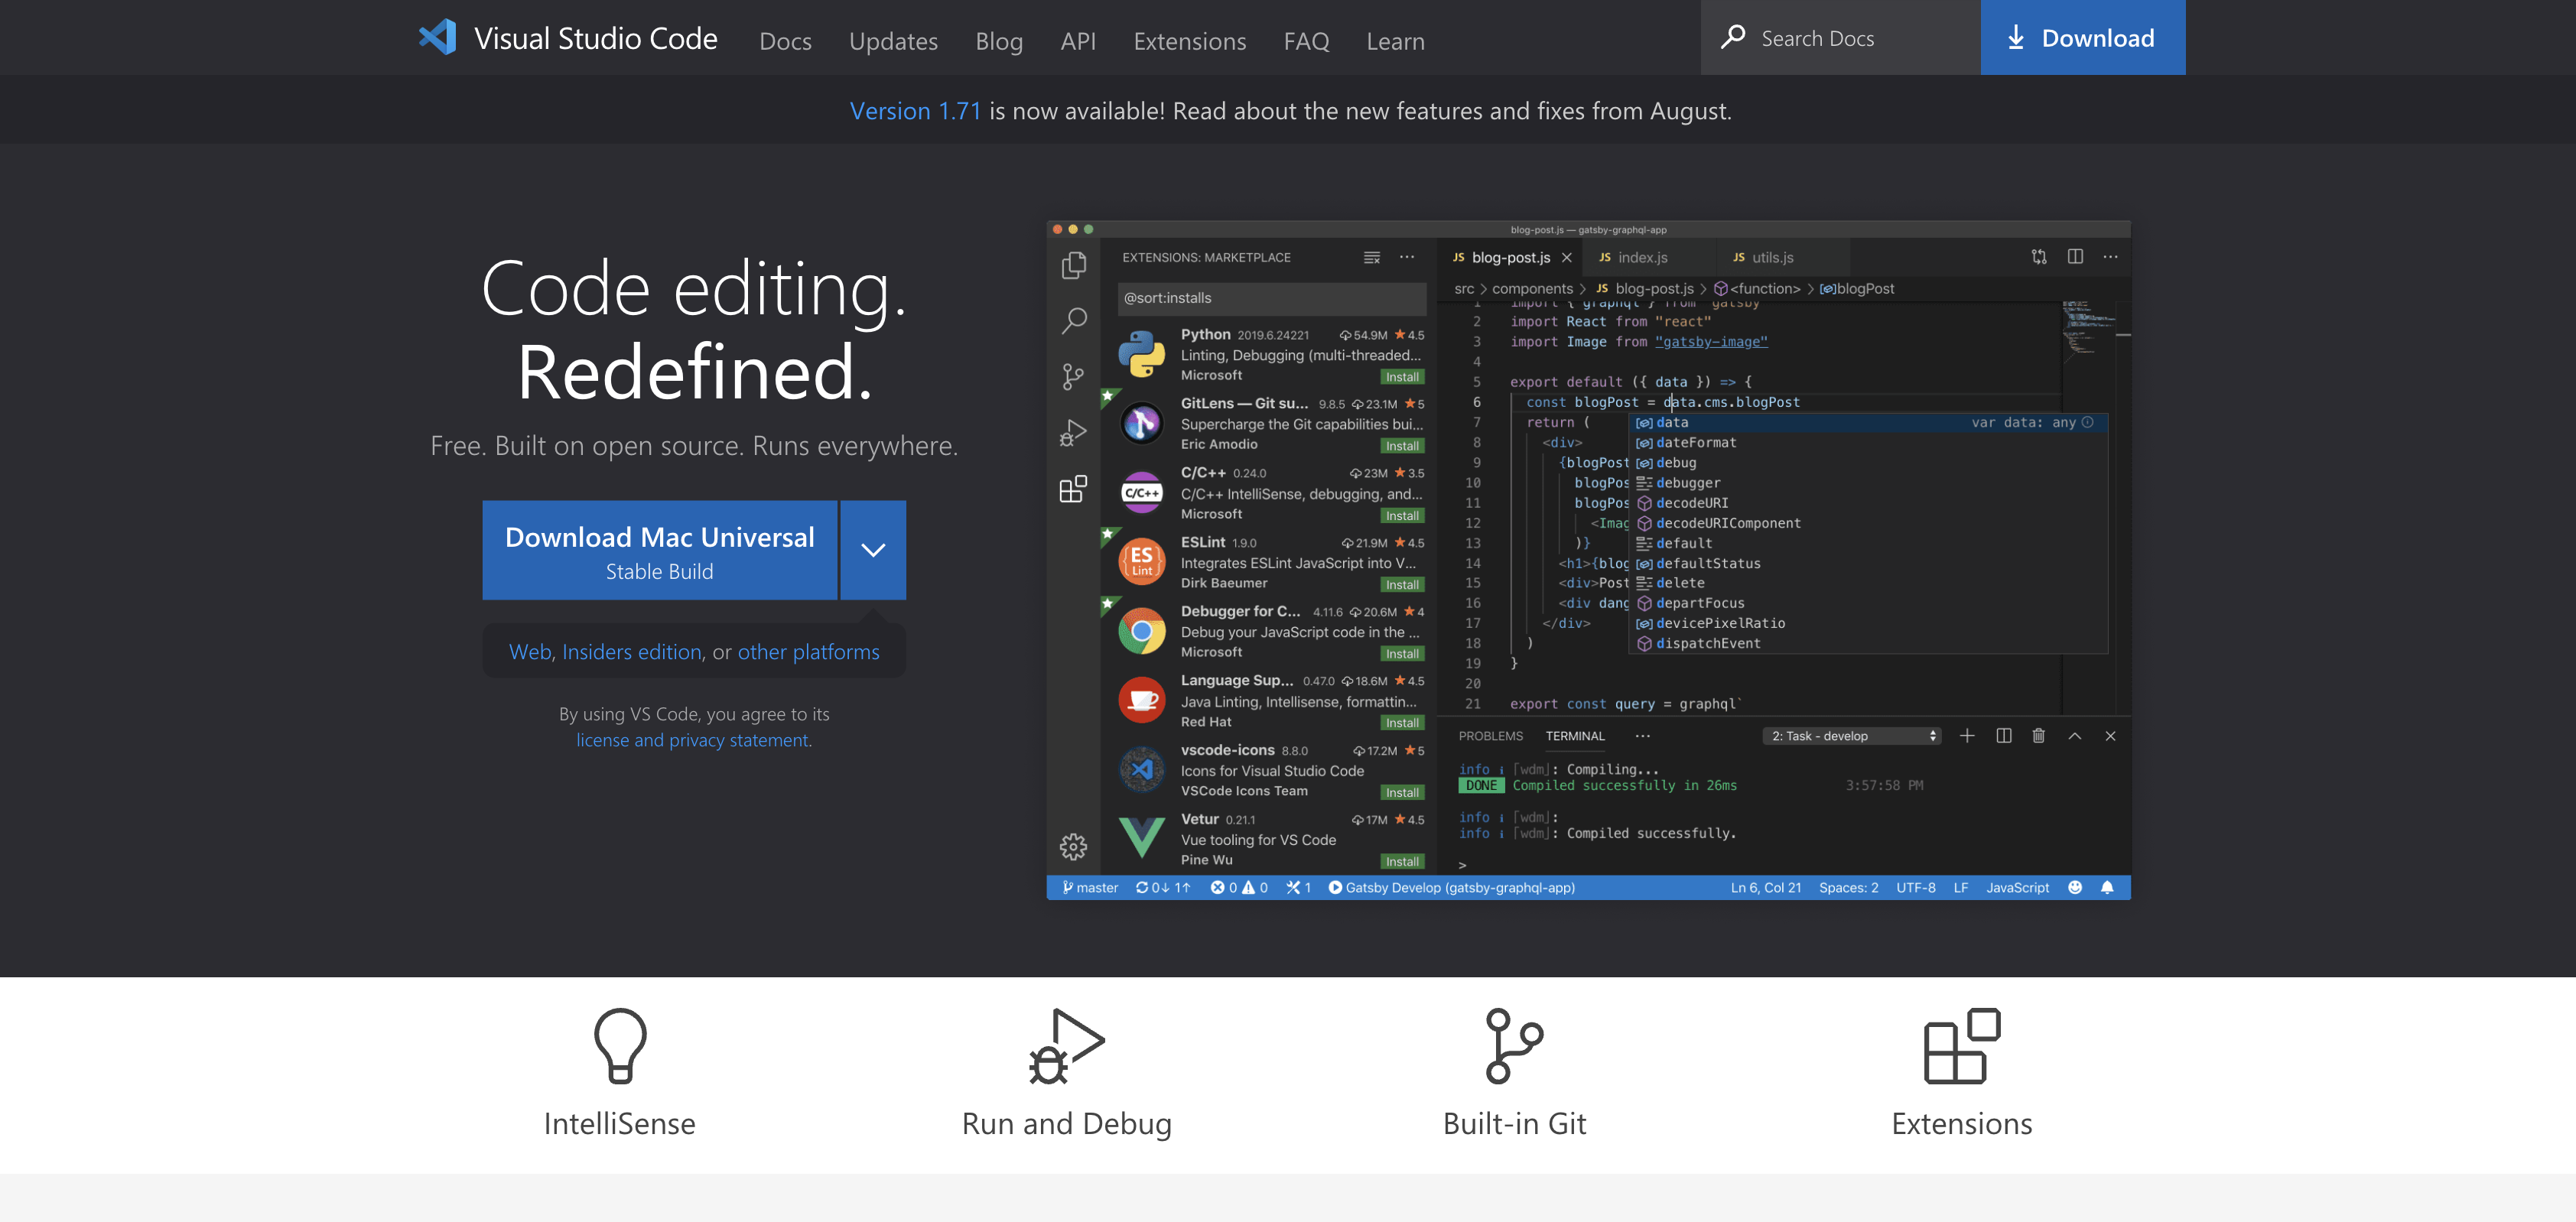 Visual Studio Code Docs Updates Blog API Extensions FAQ Learn Search Docs Download
Version 1.71 is now available! Read about the new features and fixes from August.
Code editing.
Redefined.
Free. Built on open source. Runs everywhere.
Download Mac Universal
Stable Build
Web, Insiders edition, or other platforms
By using VS Code, you agree to its
license and privacy statement.
blog-post.js — gatsby-graphql-app
EXTENSIONS: MARKETPLACE
@sort:installs
Python 2019.6.24221 54.9M 4.5
Linting, Debugging (multi-threaded...
Microsoft Install
GitLens — Git su... 9.8.5 23.1M 5
Supercharge the Git capabilities bui...
Eric Amodio Install
C/C++
C/C++ 0.24.0 23M 3.5
C/C++ IntelliSense, debugging, and...
Microsoft Install
ES
Lint
ESLint 1.9.0 21.9M 4.5
Integrates ESLint JavaScript into V...
Dirk Baeumer Install
Debugger for C... 4.11.6 20.6M 4
Debug your JavaScript code in the ...
Microsoft Install
Language Sup... 0.47.0 18.6M 4.5
Java Linting, Intellisense, formattin...
Red Hat Install
vscode-icons 8.8.0 17.2M 5
Icons for Visual Studio Code
VSCode Icons Team Install
Vetur 0.21.1 17M 4.5
Vue tooling for VS Code
Pine Wu Install
JS blog-post.js JS index.js JS utils.js
src > components > JS blog-post.js > <function> > blogPost
1 import { graphql } from "gatsby"
2 import React from "react"
3 import Image from "gatsby-image"
4
5 export default ({ data }) => {
6 const blogPost = data.cms.blogPost
7 return (
8 <div>
9 {blogPost
10 blogPos
11 blogPos
12 <Imag
13 )}
14 <h1>{blog
15 <div>Post
16 <div dang
17 </div>
18 )
19 }
20
21 export const query = graphql`
data var data: any
dateFormat
debug
debugger
decodeURI
decodeURIComponent
default
defaultStatus
delete
departFocus
devicePixelRatio
dispatchEvent
PROBLEMS TERMINAL ... 2: Task - develop
info i [wdm]: Compiling...
DONE Compiled successfully in 26ms 3:57:58 PM
info i [wdm]:
info i [wdm]: Compiled successfully.
>
master 0↓ 1↑ 0 0 1 Gatsby Develop (gatsby-graphql-app) Ln 6, Col 21 Spaces: 2 UTF-8 LF JavaScript
IntelliSense
Run and Debug
Built-in Git
Extensions